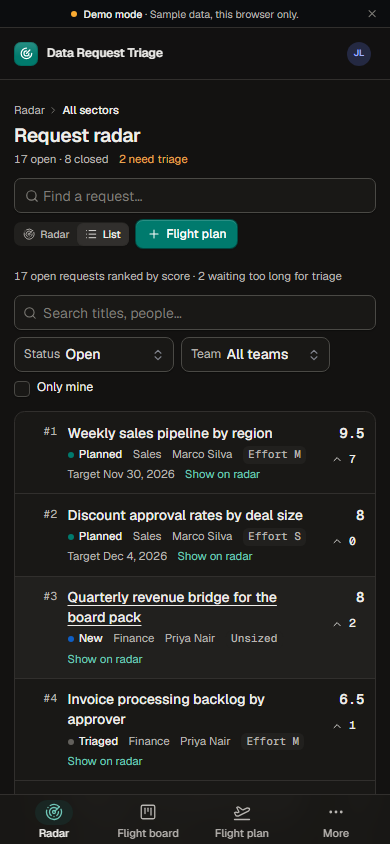 Demo mode · Sample data, this browser only.
Data Request Triage
JL
Radar > All sectors
Request radar
17 open · 8 closed 2 need triage
Find a request...
Radar List + Flight plan
17 open requests ranked by score · 2 waiting too long for triage
Search titles, people...
Status Open Team All teams
Only mine
#1 Weekly sales pipeline by region 9.5
Planned Sales Marco Silva Effort M 7
Target Nov 30, 2026 Show on radar
#2 Discount approval rates by deal size 8
Planned Sales Marco Silva Effort S 0
Target Dec 4, 2026 Show on radar
#3 Quarterly revenue bridge for the 8
board pack
2
New Finance Priya Nair Unsized
Show on radar
#4 Invoice processing backlog by 6.5
approver
1
Triaged Finance Priya Nair Effort M
Show on radar
Radar Flight board Flight plan More